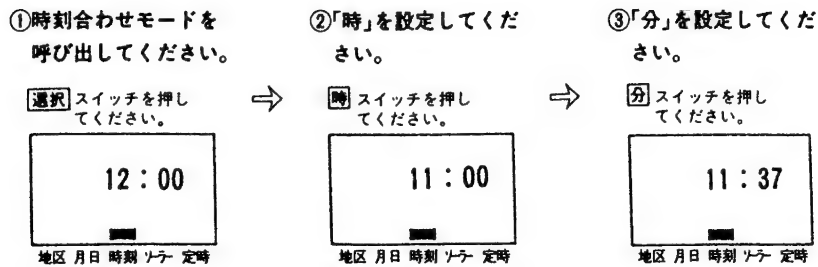 ①時刻合わせモードを
呼び出してください。
選択 スイッチを押し
てください。
12：00
地区 月日 時刻 ソーラー 定時
⇨
②「時」を設定してくだ
さい。
時 スイッチを押し
てください。
11：00
地区 月日 時刻 ソーラー 定時
⇨
③「分」を設定してくだ
さい。
分 スイッチを押し
てください。
11：37
地区 月日 時刻 ソーラー 定時